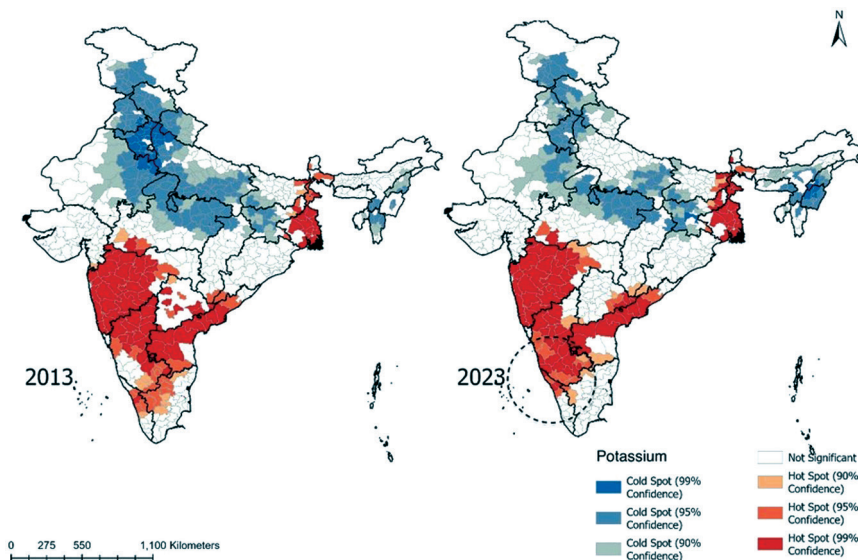 N
2013
2023
Potassium
Cold Spot (99%
Confidence)
Cold Spot (95%
Confidence)
Cold Spot (90%
Confidence)
Not Significant
Hot Spot (90%
Confidence)
Hot Spot (95%
Confidence)
Hot Spot (99%
Confidence)
0 275 550 1,100 Kilometers